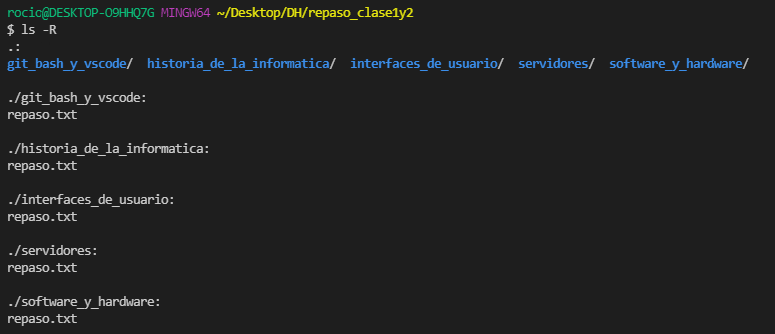 rocio@DESKTOP-O9HHQ7G MINGW64 ~/Desktop/DH/repaso_clase1y2
$ ls -R
.:
git_bash_y_vscode/  historia_de_la_informatica/  interfaces_de_usuario/  servidores/  software_y_hardware/

./git_bash_y_vscode:
repaso.txt

./historia_de_la_informatica:
repaso.txt

./interfaces_de_usuario:
repaso.txt

./servidores:
repaso.txt

./software_y_hardware:
repaso.txt